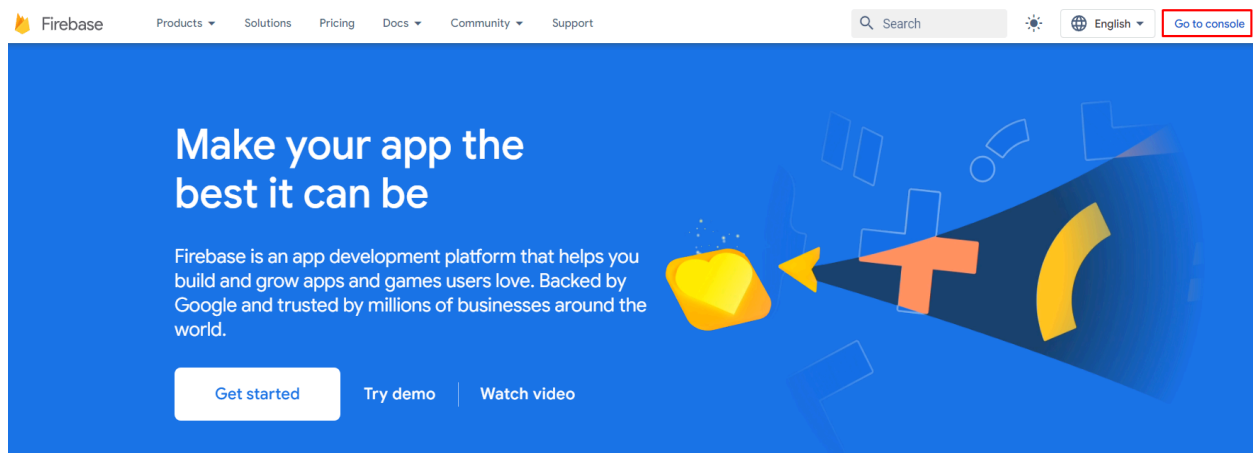 Firebase Products Solutions Pricing Docs Community Support Search English Go to console
Make your app the
best it can be
Firebase is an app development platform that helps you
build and grow apps and games users love. Backed by
Google and trusted by millions of businesses around the
world.
Get started Try demo Watch video